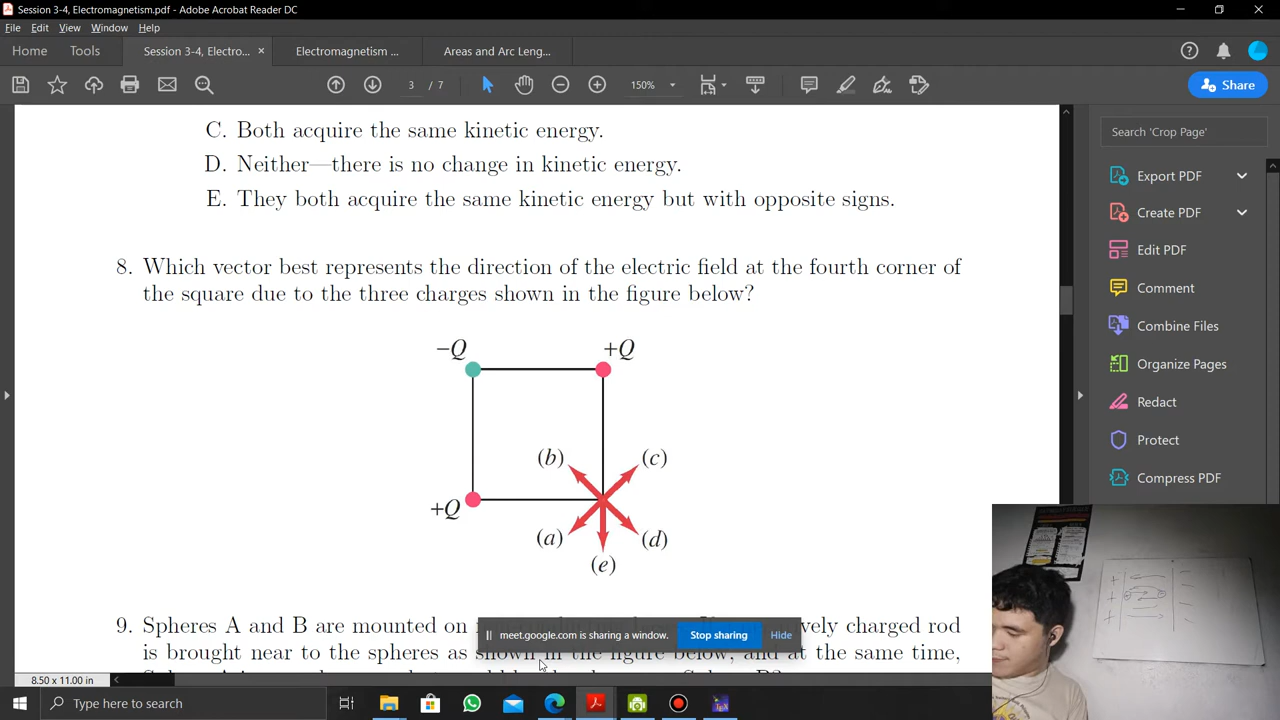 Session 3-4, Electromagnetism.pdf - Adobe Acrobat Reader DC
File Edit View Window Help
Home Tools Session 3-4, Electro... × Electromagnetism ... Areas and Arc Leng...
3 / 7 150% Share
C. Both acquire the same kinetic energy.
D. Neither—there is no change in kinetic energy.
E. They both acquire the same kinetic energy but with opposite signs.
8. Which vector best represents the direction of the electric field at the fourth corner of
the square due to the three charges shown in the figure below?
−Q +Q
(b) (c)
+Q
(a) (d)
(e)
9. Spheres A and B are mounted on
vely charged rod
is brought near to the spheres as shown in the figure below, and at the same time,
meet.google.com is sharing a window. Stop sharing Hide
8.50 x 11.00 in
Search 'Crop Page'
Export PDF
Create PDF
Edit PDF
Comment
Combine Files
Organize Pages
Redact
Protect
Compress PDF
Type here to search